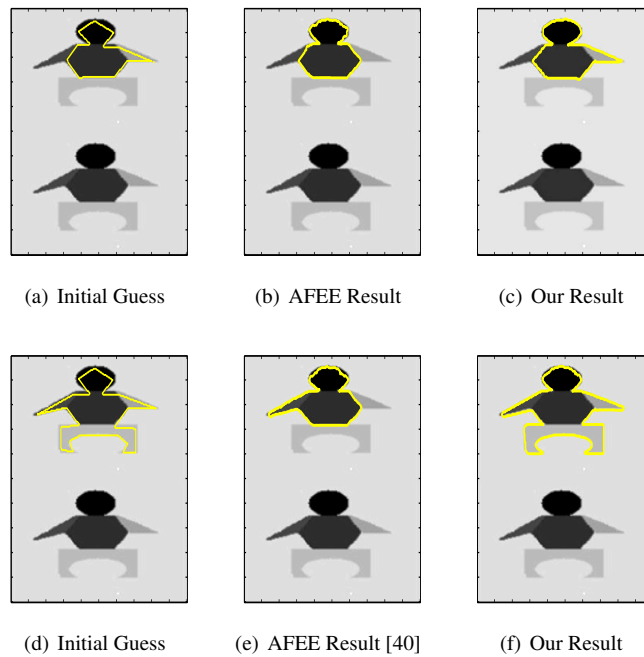 (a) Initial Guess
(b) AFEE Result
(c) Our Result
(d) Initial Guess
(e) AFEE Result [40]
(f) Our Result